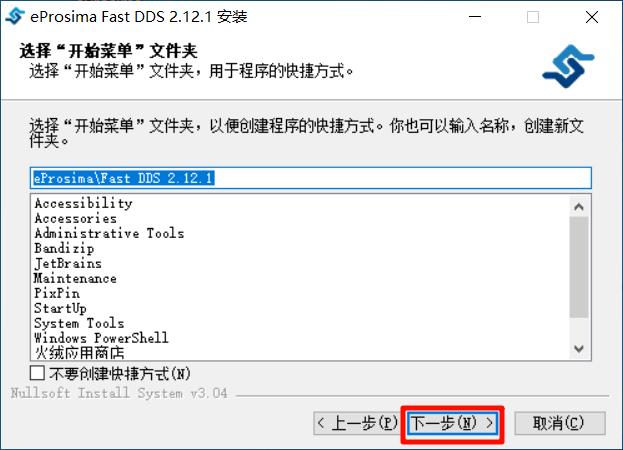 eProsima Fast DDS 2.12.1 安装
选择“开始菜单”文件夹
选择“开始菜单”文件夹，用于程序的快捷方式。
选择“开始菜单”文件夹，以便创建程序的快捷方式。你也可以输入名称，创建新文
件夹。
eProsima\Fast DDS 2.12.1
Accessibility
Accessories
Administrative Tools
Bandizip
JetBrains
Maintenance
PixPin
StartUp
System Tools
Windows PowerShell
火绒应用商店
不要创建快捷方式(N)
Nullsoft Install System v3.04
< 上一步(P) 下一步(N) > 取消(C)